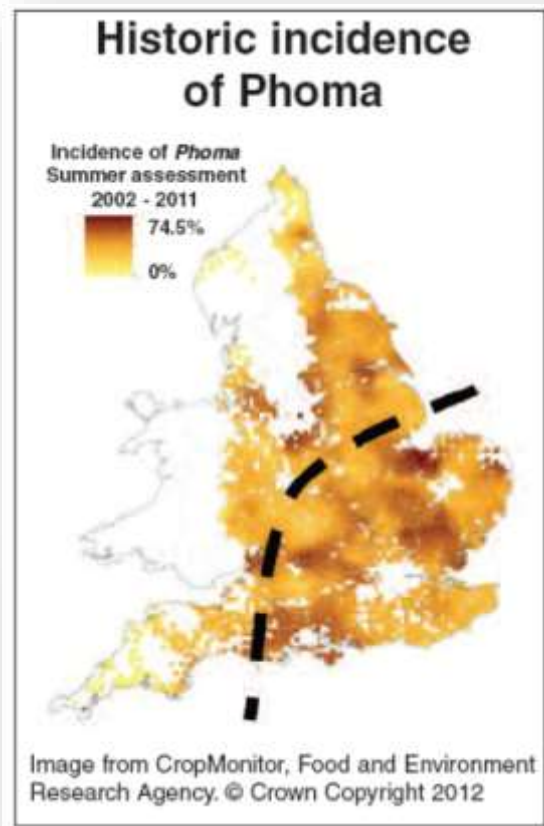 Historic incidence
of Phoma
Incidence of Phoma
Summer assessment
2002 - 2011
74.5%
0%
Image from CropMonitor, Food and Environment
Research Agency. © Crown Copyright 2012